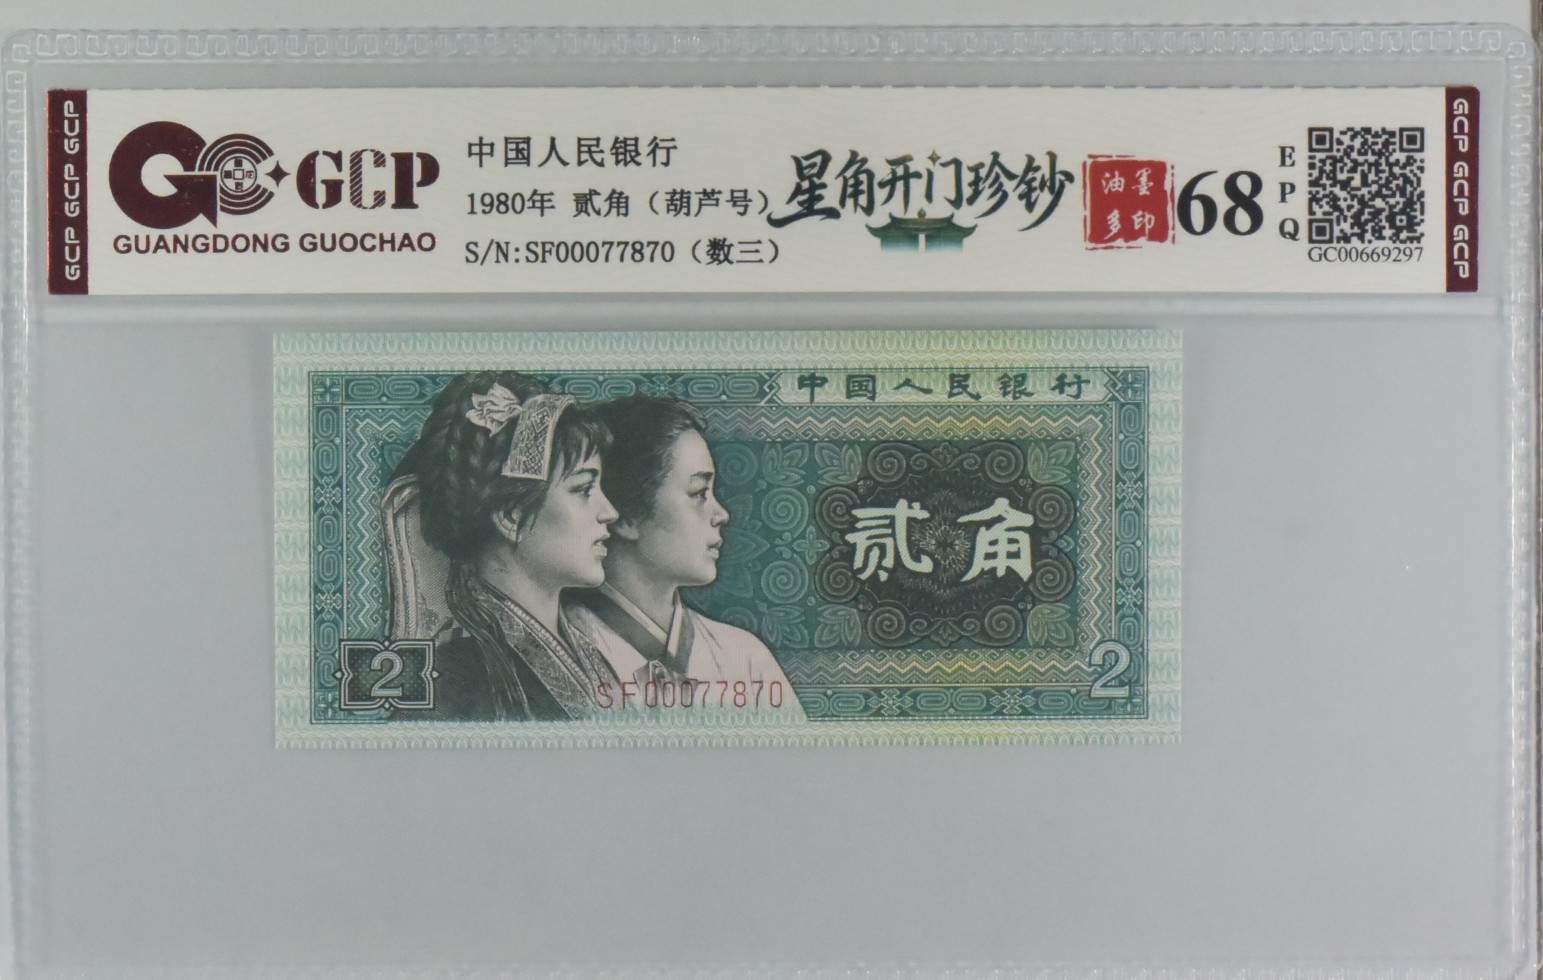 GCP GCP GCP
GCP
GUANGDONG GUOCHAO
中国人民银行
1980年 贰角（葫芦号）
S/N:SF00077870（数三）
星角开门珍钞
油墨
多印
68
E
P
Q
GC00669297
GCP GCP GCP
中国人民银行
贰角
2
SF00077870
2